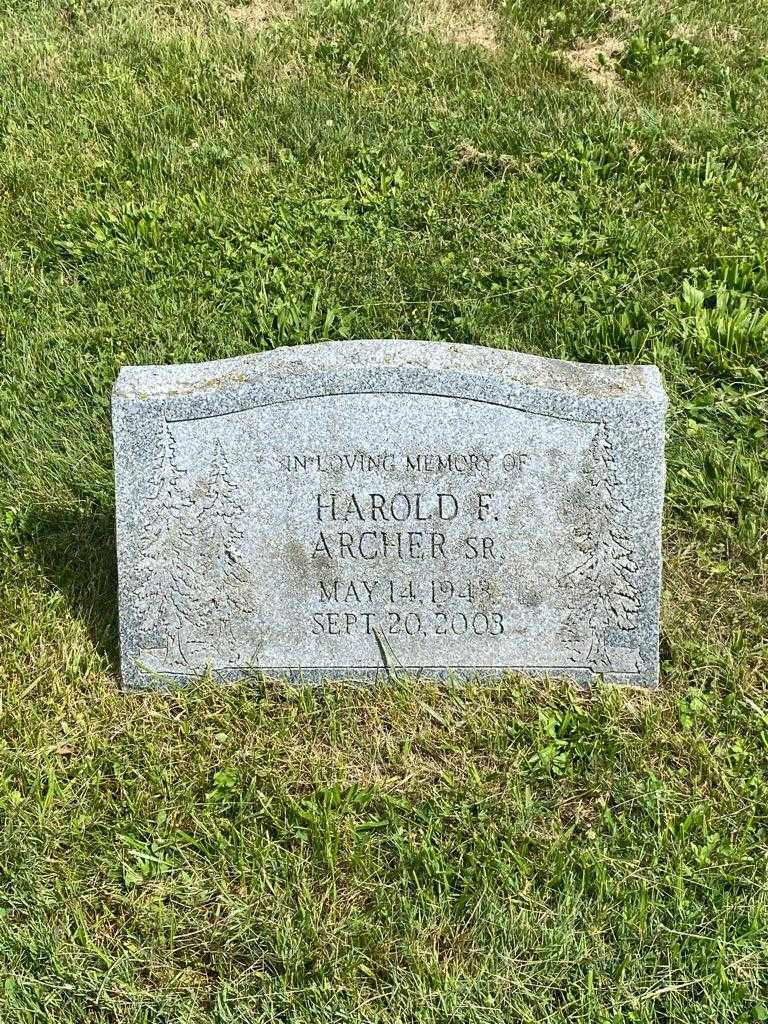 IN LOVING MEMORY OF
HAROLD F.
ARCHER SR.
MAY 14,
SEPT. 20, 2003